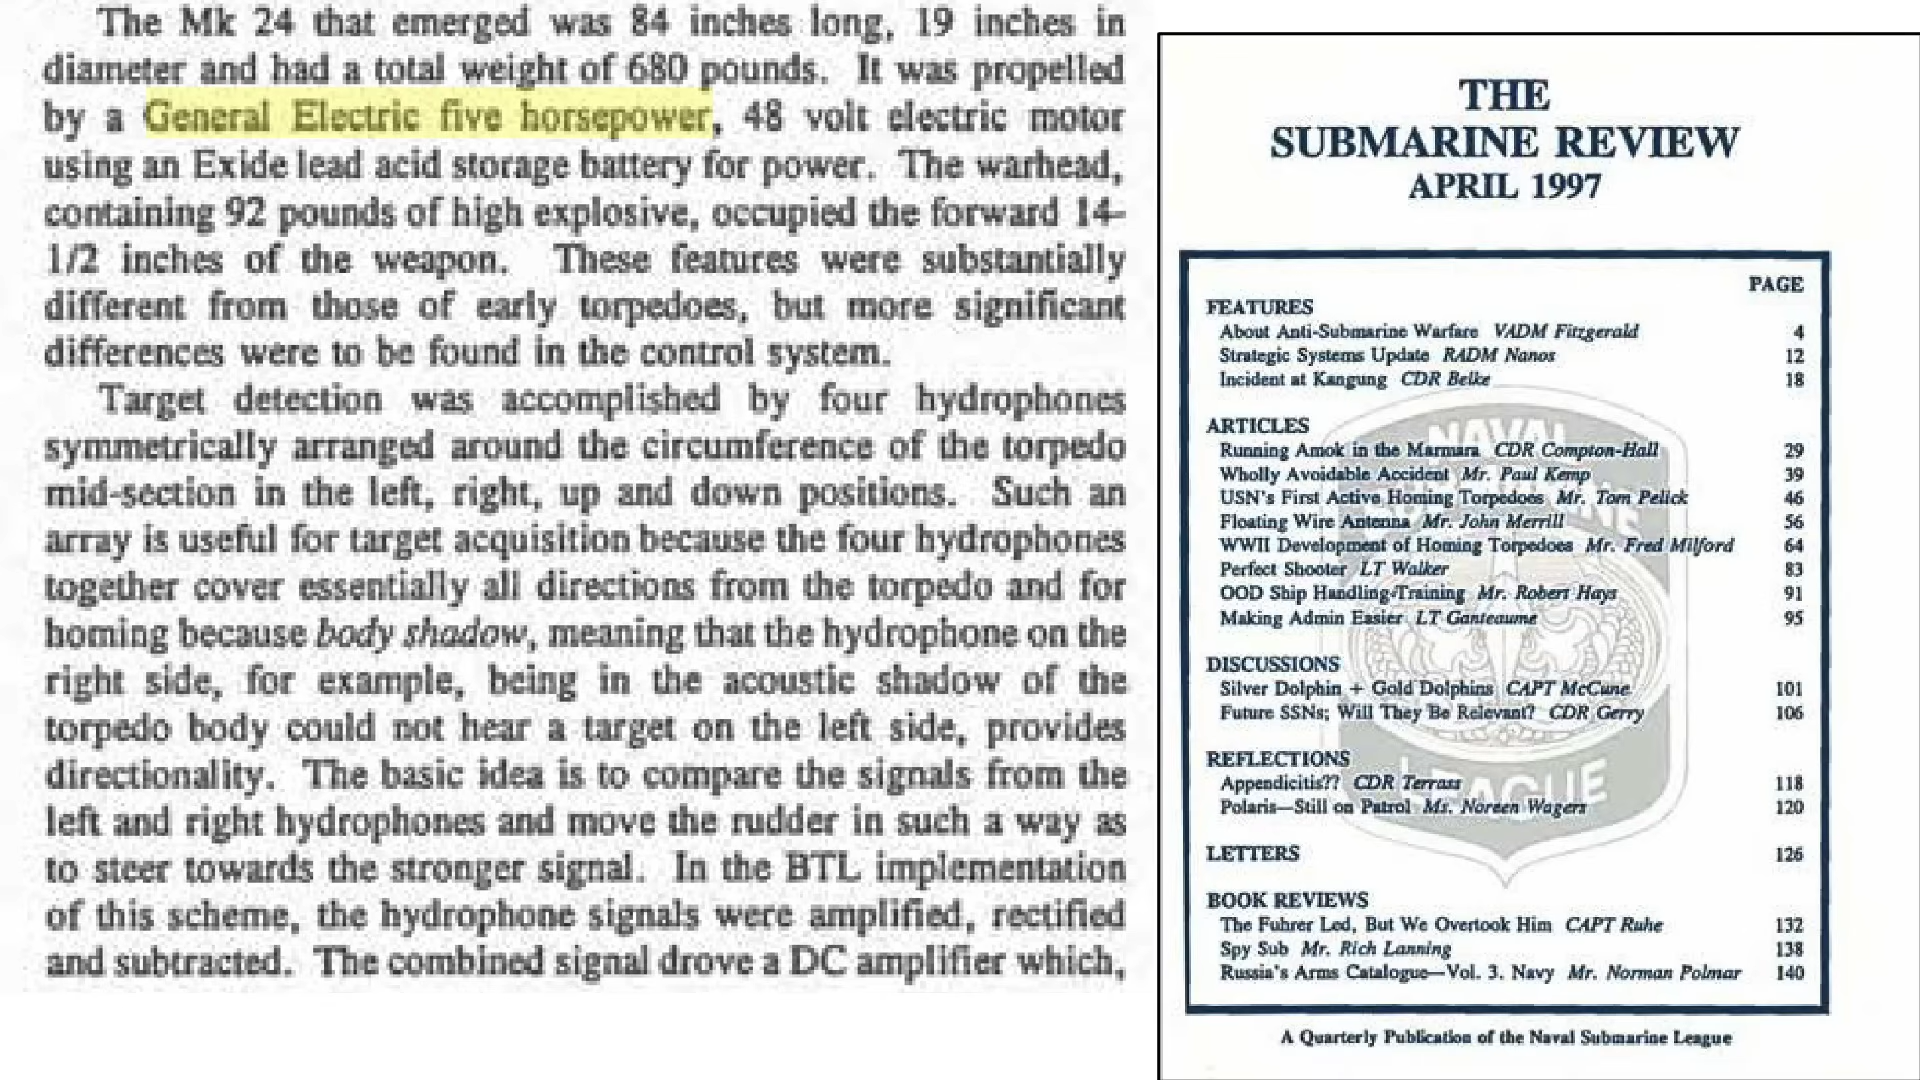 The Mk 24 that emerged was 84 inches long, 19 inches in
diameter and had a total weight of 680 pounds. It was propelled
by a General Electric five horsepower, 48 volt electric motor
using an Exide lead acid storage battery for power. The warhead,
containing 92 pounds of high explosive, occupied the forward 14-
1/2 inches of the weapon. These features were substantially
different from those of early torpedoes, but more significant
differences were to be found in the control system.
Target detection was accomplished by four hydrophones
symmetrically arranged around the circumference of the torpedo
mid-section in the left, right, up and down positions. Such an
array is useful for target acquisition because the four hydrophones
together cover essentially all directions from the torpedo and for
homing because body shadow, meaning that the hydrophone on the
right side, for example, being in the acoustic shadow of the
torpedo body could not hear a target on the left side, provides
directionality. The basic idea is to compare the signals from the
left and right hydrophones and move the rudder in such a way as
to steer towards the stronger signal. In the BTL implementation
of this scheme, the hydrophone signals were amplified, rectified
and subtracted. The combined signal drove a DC amplifier which,
THE
SUBMARINE REVIEW
APRIL 1997
PAGE
FEATURES
About Anti-Submarine Warfare VADM Fitzgerald 4
Strategic Systems Update RADM Nanos 12
Incident at Kangung CDR Belke 18
ARTICLES
Running Amok in the Marmara CDR Compton-Hall 29
Wholly Avoidable Accident Mr. Paul Kemp 39
USN's First Active Homing Torpedoes Mr. Tom Pelick 46
Floating Wire Antenna Mr. John Merrill 56
WWII Development of Homing Torpedoes Mr. Fred Milford 64
Perfect Shooter LT Walker 83
OOD Ship Handling Training Mr. Robert Hays 91
Making Admin Easier LT Ganteaume 95
DISCUSSIONS
Silver Dolphin + Gold Dolphins CAPT McCune 101
Future SSNs; Will They Be Relevant? CDR Gerry 106
REFLECTIONS
Appendicitis?? CDR Terrass 118
Polaris—Still on Patrol Ms. Noreen Wagers 120
LETTERS 126
BOOK REVIEWS
The Fuhrer Led, But We Overtook Him CAPT Ruhe 132
Spy Sub Mr. Rich Lanning 138
Russia's Arms Catalogue—Vol. 3. Navy Mr. Norman Polmar 140
NAVAL
LEAGUE
A Quarterly Publication of the Naval Submarine League